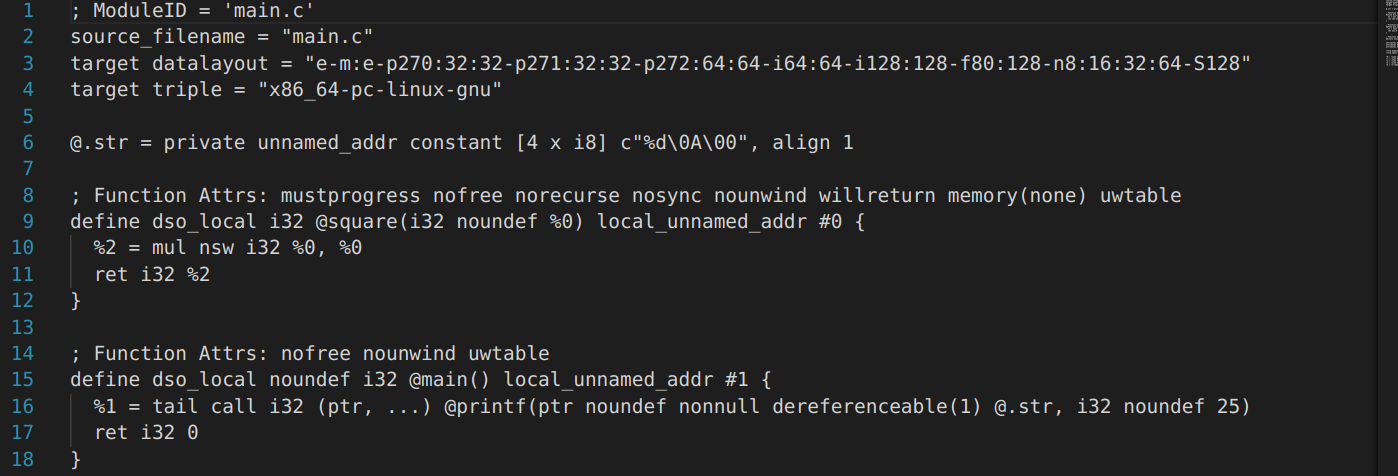 1 ; ModuleID = 'main.c'
2 source_filename = "main.c"
3 target datalayout = "e-m:e-p270:32:32-p271:32:32-p272:64:64-i64:64-i128:128-f80:128-n8:16:32:64-S128"
4 target triple = "x86_64-pc-linux-gnu"
5
6 @.str = private unnamed_addr constant [4 x i8] c"%d\0A\00", align 1
7
8 ; Function Attrs: mustprogress nofree norecurse nosync nounwind willreturn memory(none) uwtable
9 define dso_local i32 @square(i32 noundef %0) local_unnamed_addr #0 {
10   %2 = mul nsw i32 %0, %0
11   ret i32 %2
12 }
13
14 ; Function Attrs: nofree nounwind uwtable
15 define dso_local noundef i32 @main() local_unnamed_addr #1 {
16   %1 = tail call i32 (ptr, ...) @printf(ptr noundef nonnull dereferenceable(1) @.str, i32 noundef 25)
17   ret i32 0
18 }